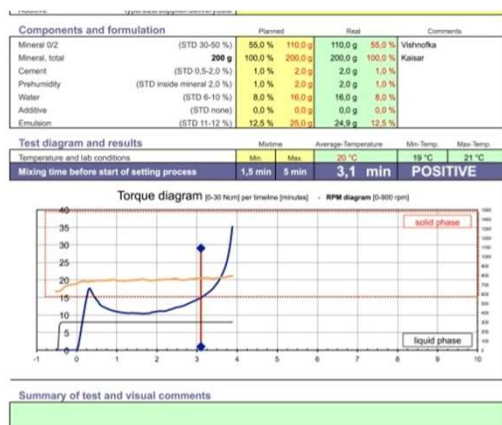 Components and formulation Planned Real Comments
Mineral 0/2 (STD 30-50 %) 55,0 % 110,0 g 110,0 g 55,0 % Vishnofka
Mineral, total 200 g 100,0 % 200,0 g 200,0 g 100,0 % Kaisar
Cement (STD 0,5-2,0 %) 1,0 % 2,0 g 2,0 g 1,0 %
Prehumidity (STD inside mineral 2,0 %) 1,0 % 2,0 g 2,0 g 1,0 %
Water (STD 6-10 %) 8,0 % 16,0 g 16,0 g 8,0 %
Additive (STD none) 0,0 % 0,0 g 0,0 g 0,0 %
Emulsion (STD 11-12 %) 12,5 % 25,0 g 24,9 g 12,5 %
Test diagram and results Mixtime Average-Temperature Min-Temp. Max-Temp.
Temperature and lab conditions Min. Max. 20 °C 19 °C 21 °C
Mixing time before start of setting process 1,5 min 5 min 3,1 min POSITIVE
Torque diagram [0-30 Ncm] per timeline [minutes] - RPM diagram [0-900 rpm]
40
35
30
25
20
15
10
5
0
solid phase
liquid phase
-1 0 1 2 3 4 5 6 7 8 9 10
Summary of test and visual comments